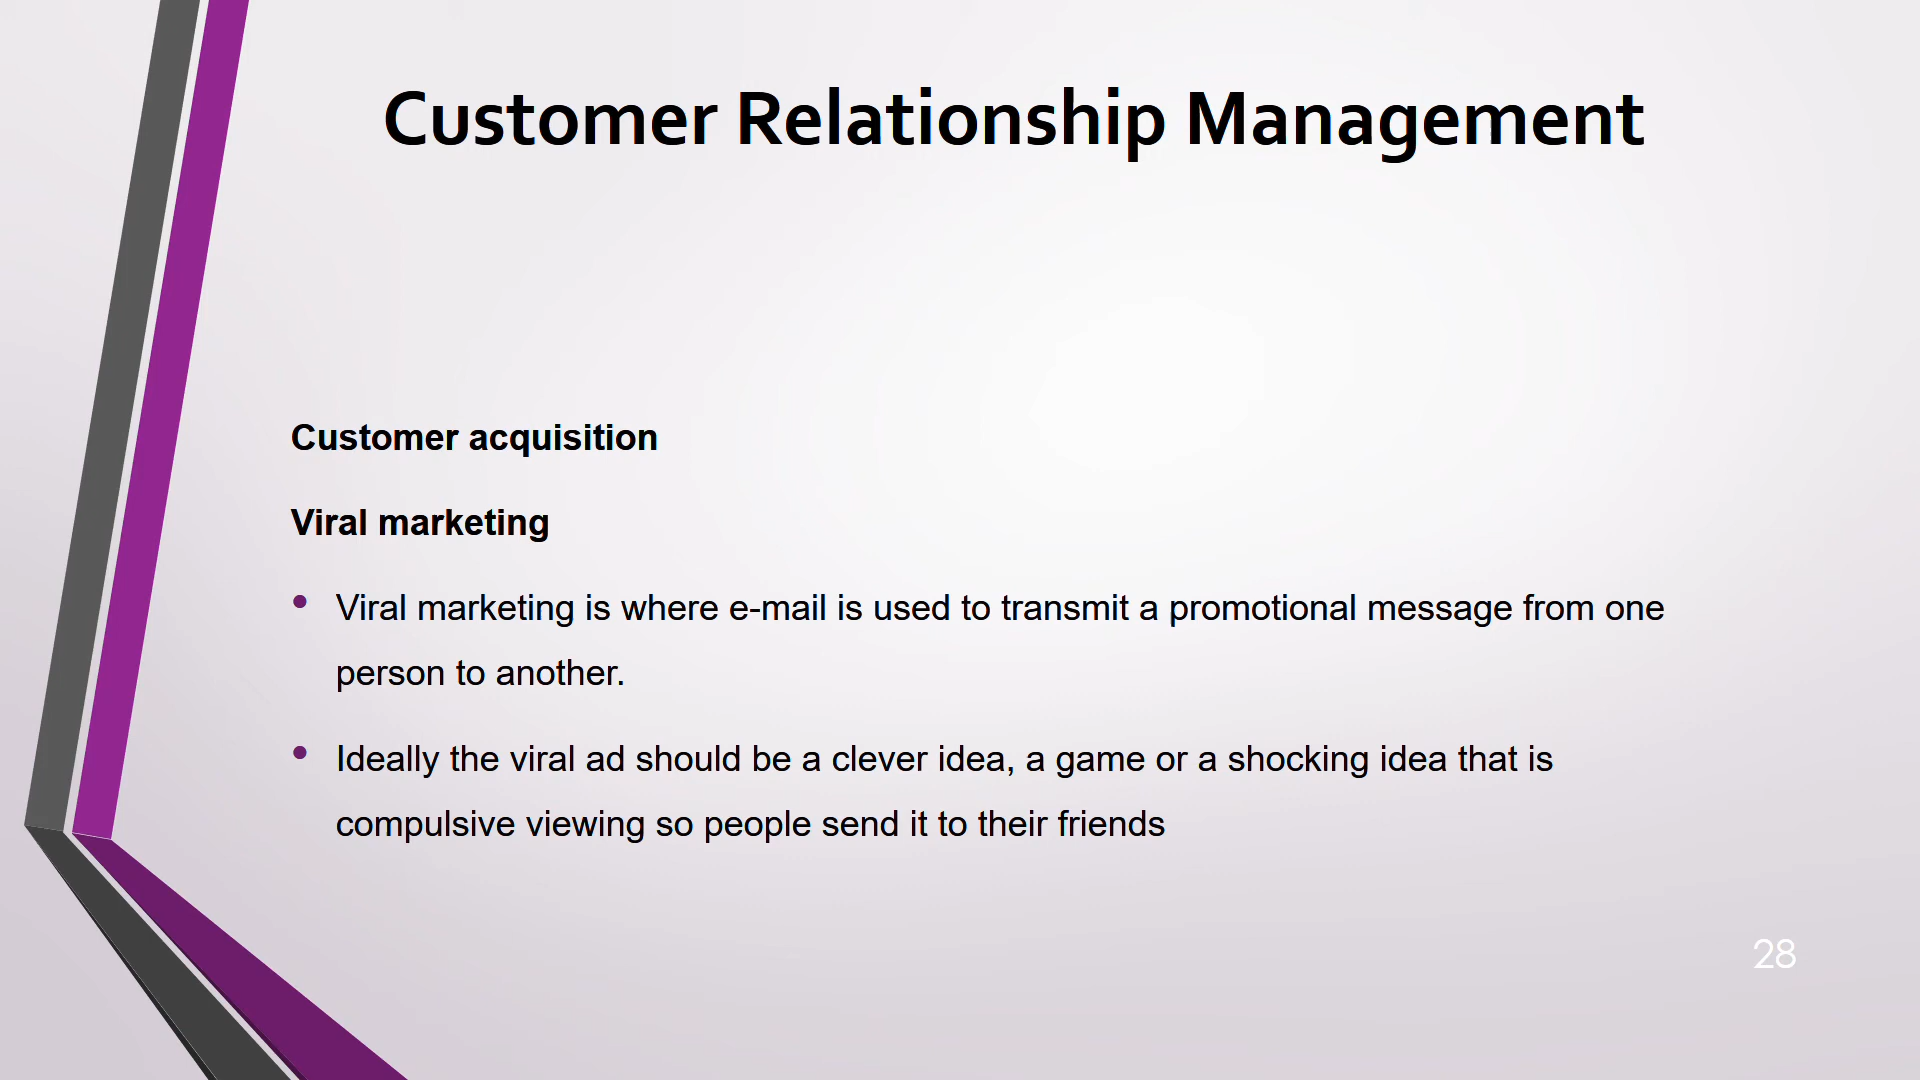 Customer Relationship Management
Customer acquisition
Viral marketing
• Viral marketing is where e-mail is used to transmit a promotional message from one
person to another.
• Ideally the viral ad should be a clever idea, a game or a shocking idea that is
compulsive viewing so people send it to their friends
28